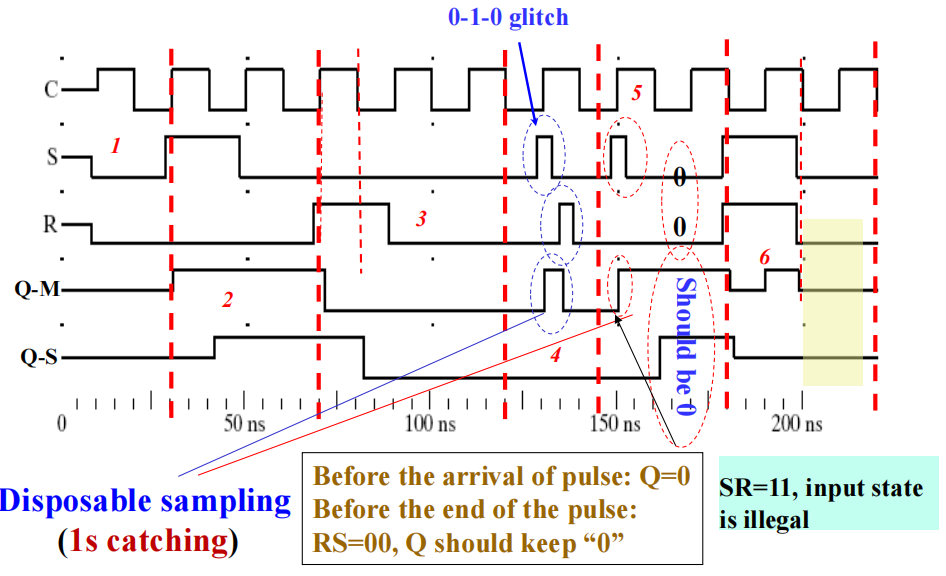 0-1-0 glitch
C
5
1
S
0
R
3
0
6
Q-M
2
Should be 0
Q-S
4
0
50 ns
100 ns
150 ns
200 ns
Disposable sampling
(1s catching)
Before the arrival of pulse: Q=0
Before the end of the pulse:
RS=00, Q should keep “0”
SR=11, input state
is illegal